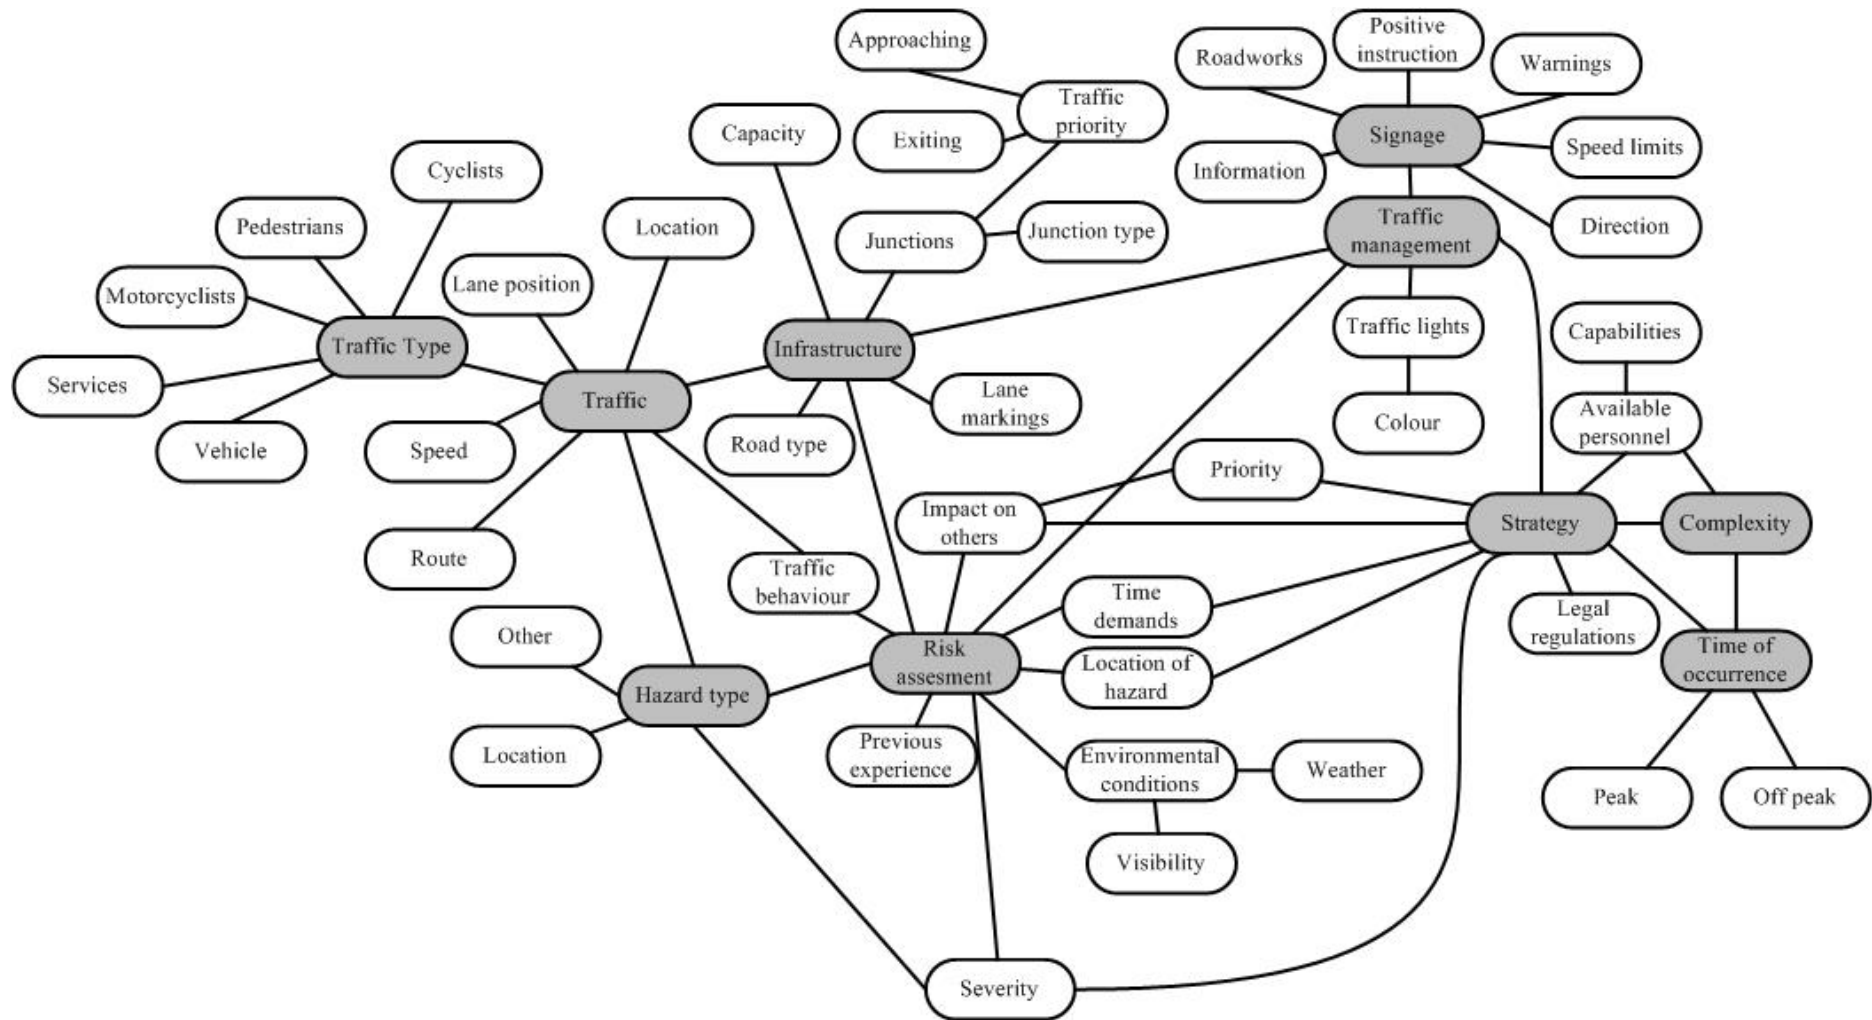 Approaching
Positive
instruction
Roadworks
Warnings
Traffic
priority
Capacity
Exiting
Signage
Speed limits
Cyclists
Information
Pedestrians
Location
Junctions
Junction type
Traffic
management
Direction
Lane position
Motorcyclists
Traffic lights
Capabilities
Traffic Type
Infrastructure
Services
Traffic
Lane
markings
Colour
Available
personnel
Vehicle
Speed
Road type
Priority
Impact on
others
Strategy
Complexity
Route
Traffic
behaviour
Time
demands
Legal
regulations
Other
Risk
assesment
Location of
hazard
Time of
occurrence
Hazard type
Location
Previous
experience
Environmental
conditions
Weather
Peak
Off peak
Visibility
Severity